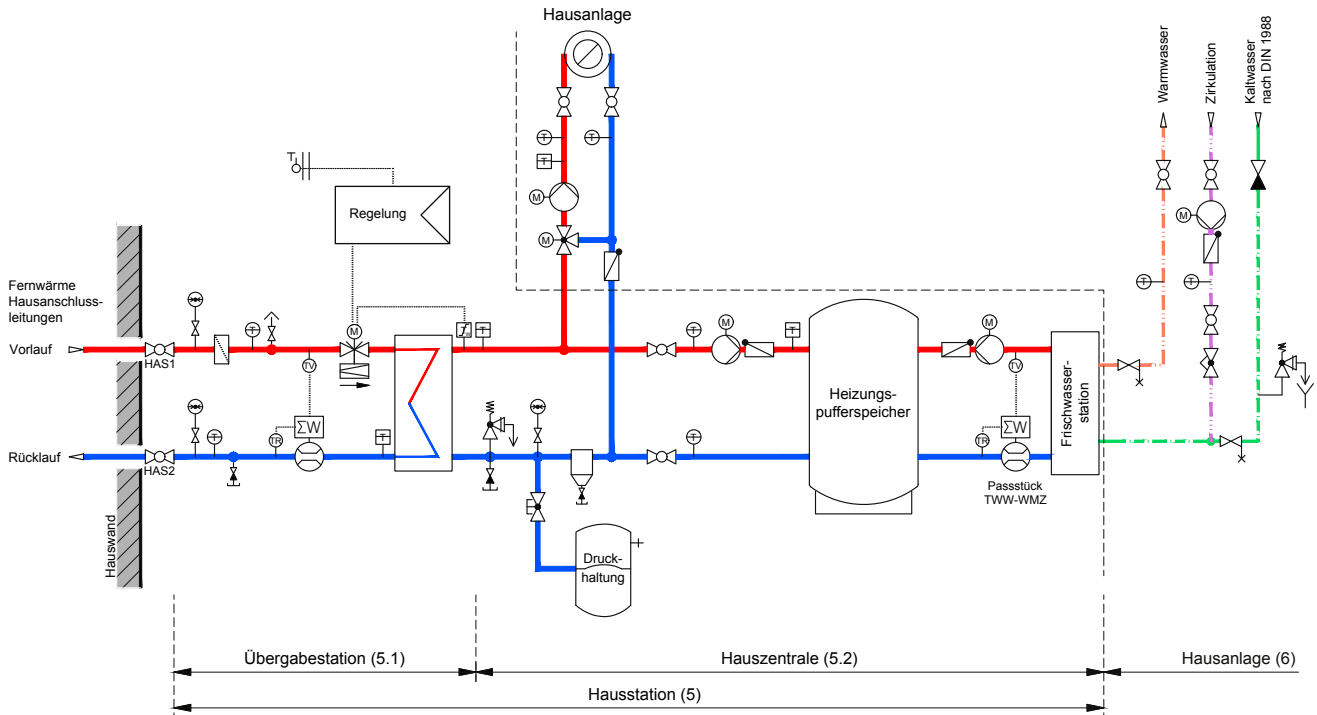 Hausanlage
Warmwasser
Zirkulation
Kaltwasser
nach DIN 1988
T
T
T
T
M
M
M
Regelung
T
Fernwärme
Hausanschluss-
leitungen
Vorlauf
HAS1
T
M
TV
T
T
M
T
M
TV
Heizungs-
pufferspeicher
Frischwasser-
station
Rücklauf
HAS2
T
TR
ΣW
T
T
TR
ΣW
Passstück
TWW-WMZ
Hauswand
Druck-
haltung
Übergabestation (5.1)
Hauszentrale (5.2)
Hausanlage (6)
Hausstation (5)